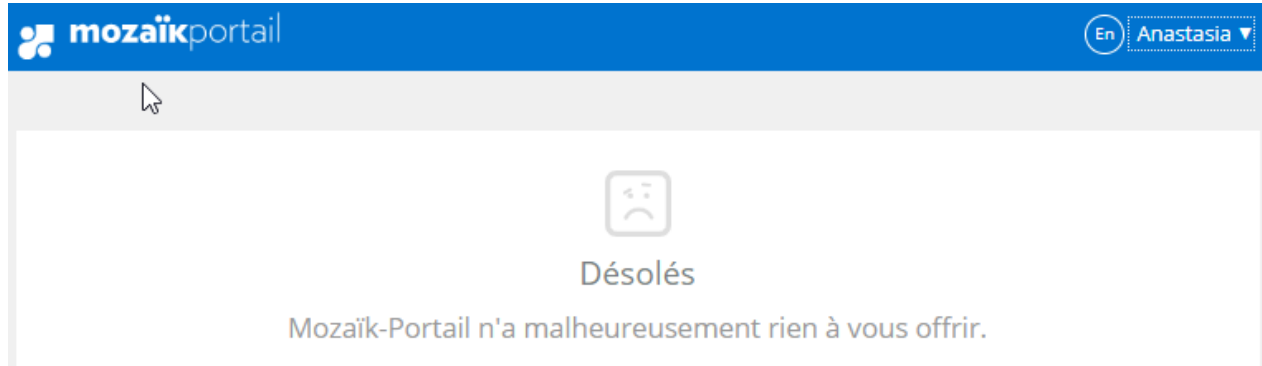 mozaïkportail
En Anastasia ▼
Désolés
Mozaïk-Portail n'a malheureusement rien à vous offrir.